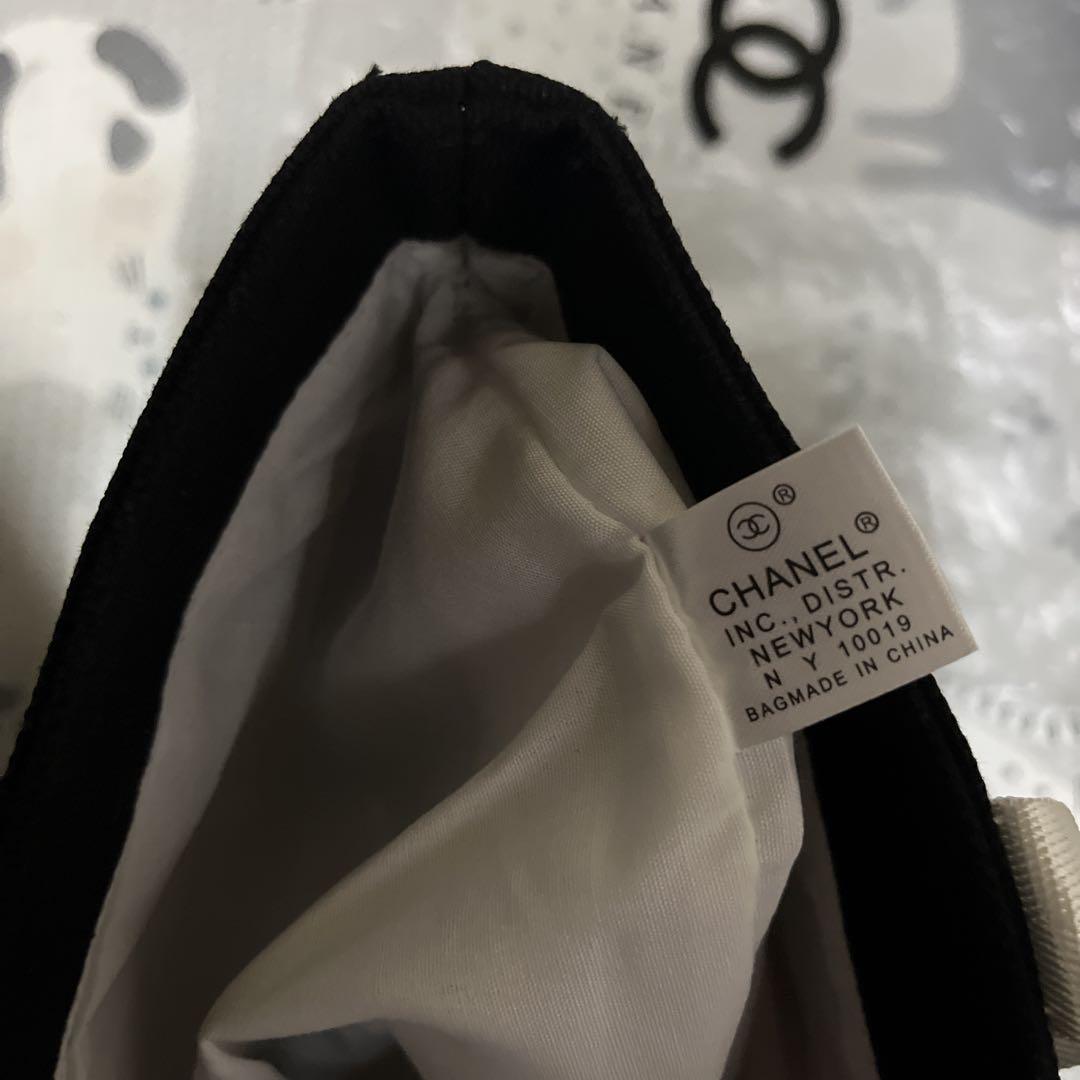 ®
CHANEL®
INC., DISTR.
NEWYORK
N Y 10019
BAGMADE IN CHINA